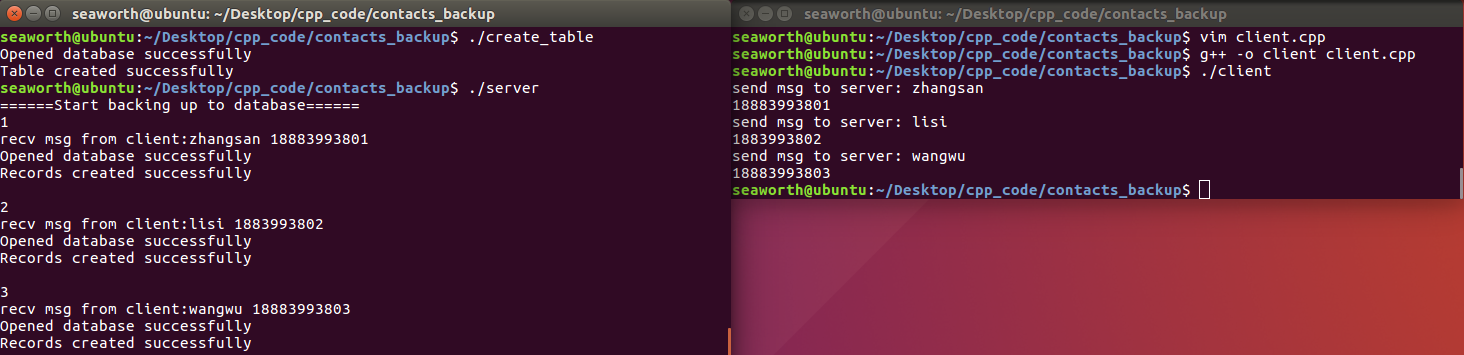 seaworth@ubuntu: ~/Desktop/cpp_code/contacts_backup
seaworth@ubuntu:~/Desktop/cpp_code/contacts_backup$ ./create_table
Opened database successfully
Table created successfully
seaworth@ubuntu:~/Desktop/cpp_code/contacts_backup$ ./server
======Start backing up to database======
1
recv msg from client:zhangsan 18883993801
Opened database successfully
Records created successfully
2
recv msg from client:lisi 1883993802
Opened database successfully
Records created successfully
3
recv msg from client:wangwu 18883993803
Opened database successfully
Records created successfully
seaworth@ubuntu: ~/Desktop/cpp_code/contacts_backup
seaworth@ubuntu:~/Desktop/cpp_code/contacts_backup$ vim client.cpp
seaworth@ubuntu:~/Desktop/cpp_code/contacts_backup$ g++ -o client client.cpp
seaworth@ubuntu:~/Desktop/cpp_code/contacts_backup$ ./client
send msg to server: zhangsan
18883993801
send msg to server: lisi
1883993802
send msg to server: wangwu
18883993803
seaworth@ubuntu:~/Desktop/cpp_code/contacts_backup$